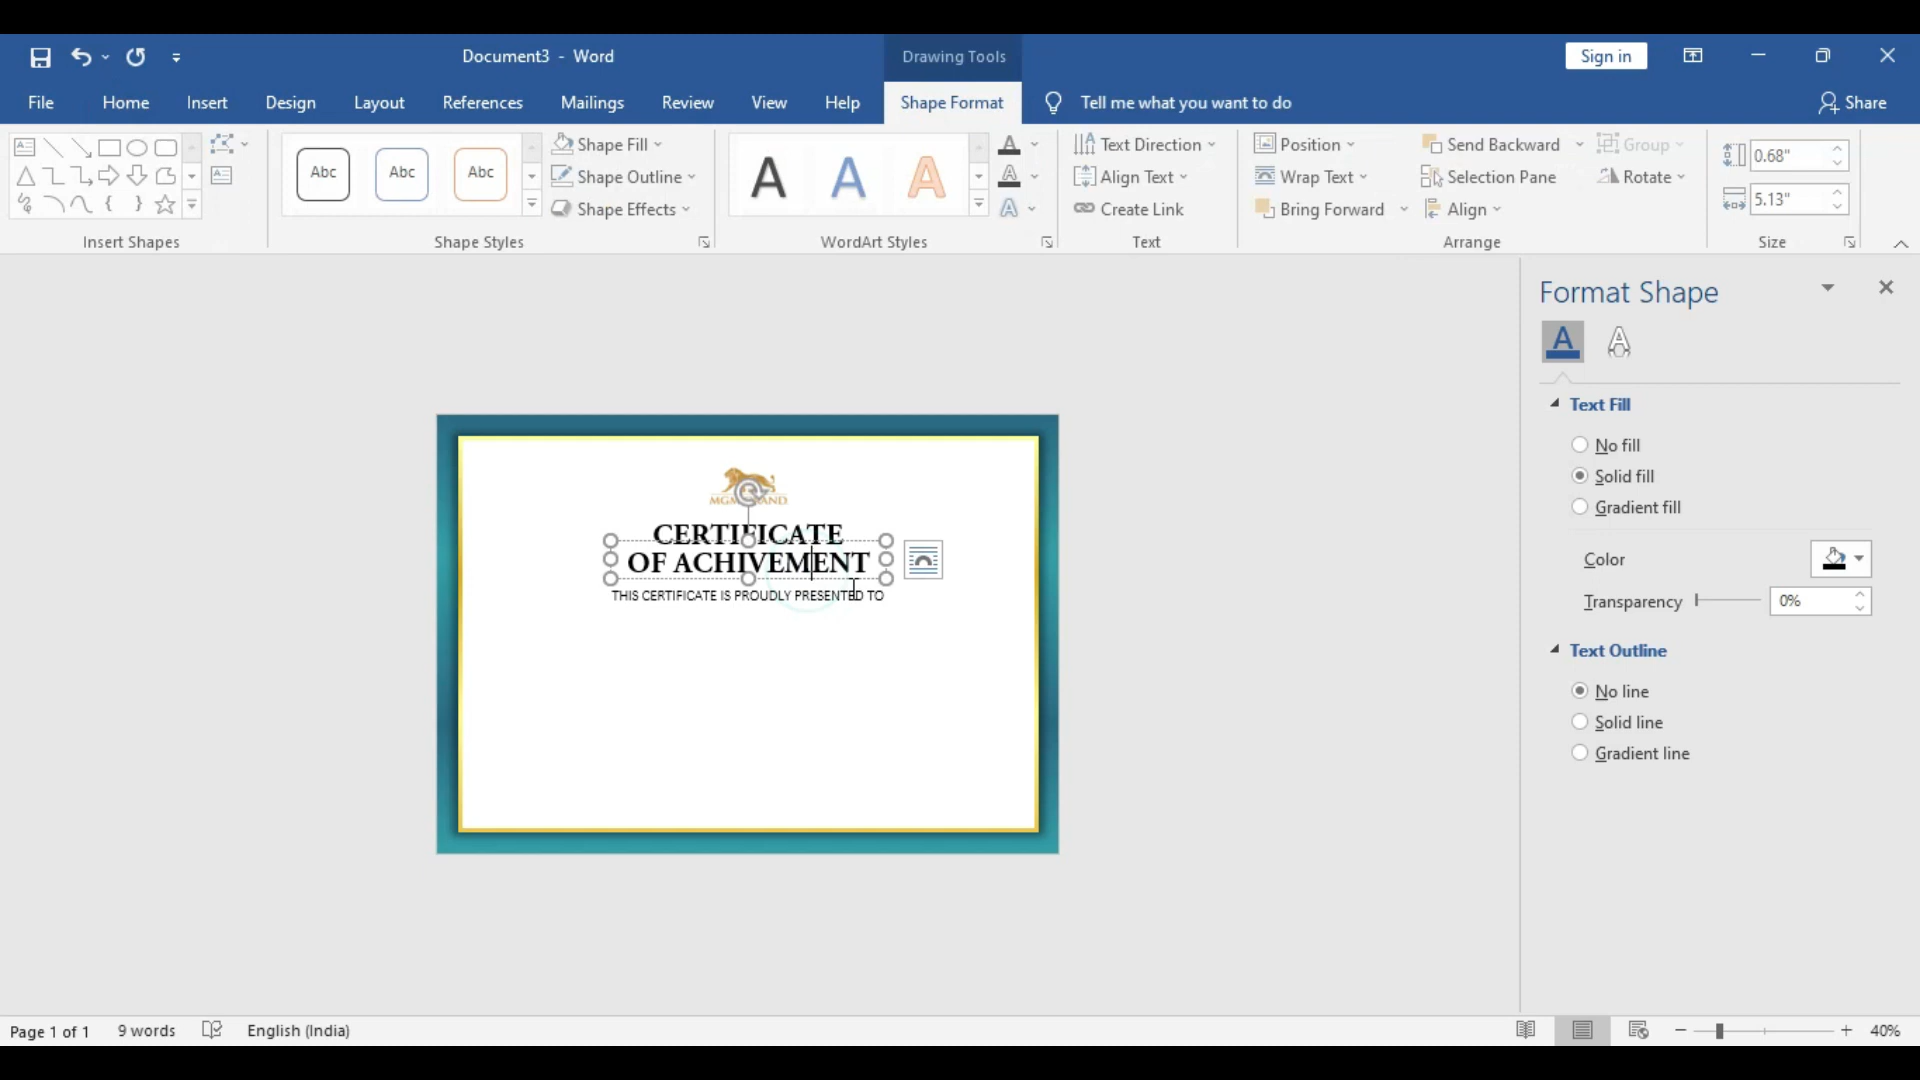 Document3 - Word
Drawing Tools
Sign in
File Home Insert Design Layout References Mailings Review View Help Shape Format Tell me what you want to do Share
Abc Abc Abc
Shape Fill
Shape Outline
Shape Effects
A A A
Text Direction
Align Text
Create Link
Position
Wrap Text
Bring Forward
Send Backward
Selection Pane
Align
Group
Rotate
0.68"
5.13"
Insert Shapes Shape Styles WordArt Styles Text Arrange Size
Format Shape
Text Fill
No fill
Solid fill
Gradient fill
Color
Transparency 0%
Text Outline
No line
Solid line
Gradient line
CERTIFICATE
OF ACHIVEMENT
THIS CERTIFICATE IS PROUDLY PRESENTED TO
Page 1 of 1 9 words English (India) 40%